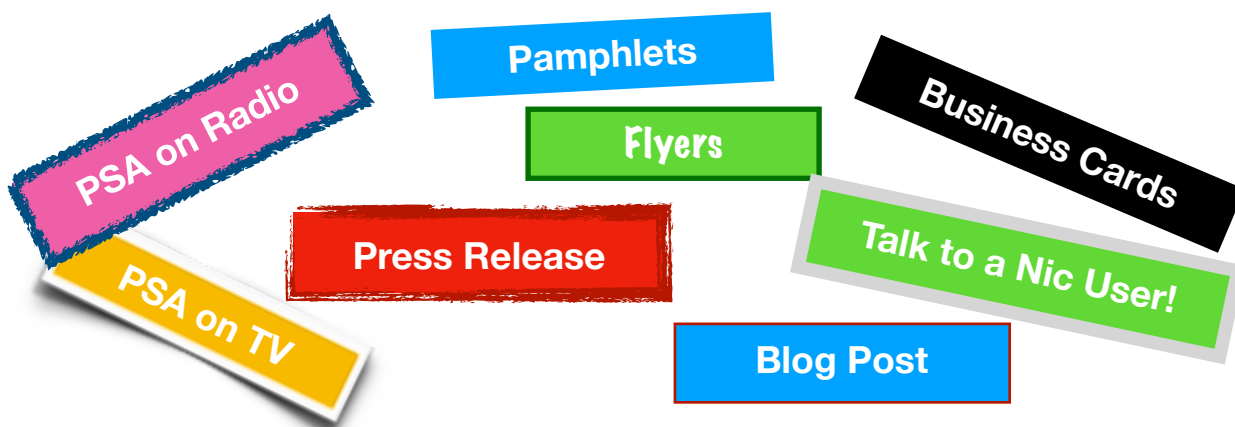 Pamphlets
PSA on Radio
Flyers
Business Cards
Press Release
Talk to a Nic User!
PSA on TV
Blog Post